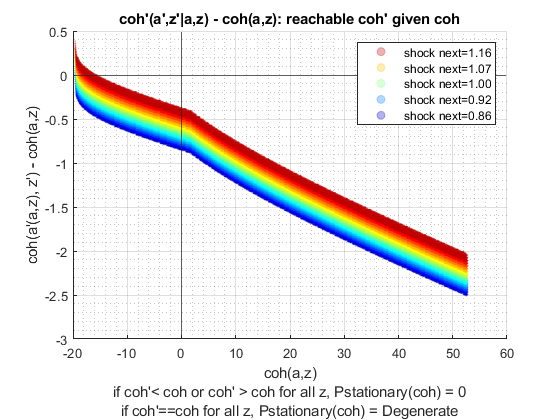 coh'(a',z'|a,z) - coh(a,z): reachable coh' given coh
0.5
0
-0.5
-1
-1.5
-2
-2.5
-3
coh(a'(a,z), z') - coh(a,z)
shock next=1.16
shock next=1.07
shock next=1.00
shock next=0.92
shock next=0.86
-20 -10 0 10 20 30 40 50 60
coh(a,z)
if coh'< coh or coh' > coh for all z, Pstationary(coh) = 0
if coh'==coh for all z, Pstationary(coh) = Degenerate